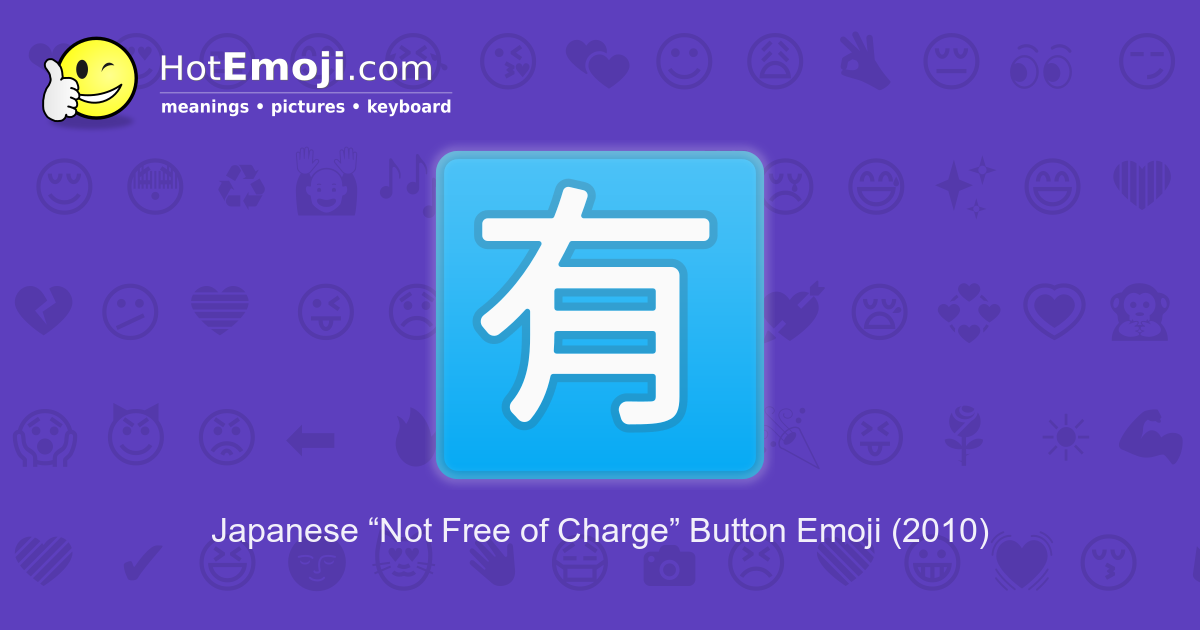 HotEmoji.com
meanings • pictures • keyboard
有
Japanese “Not Free of Charge” Button Emoji (2010)